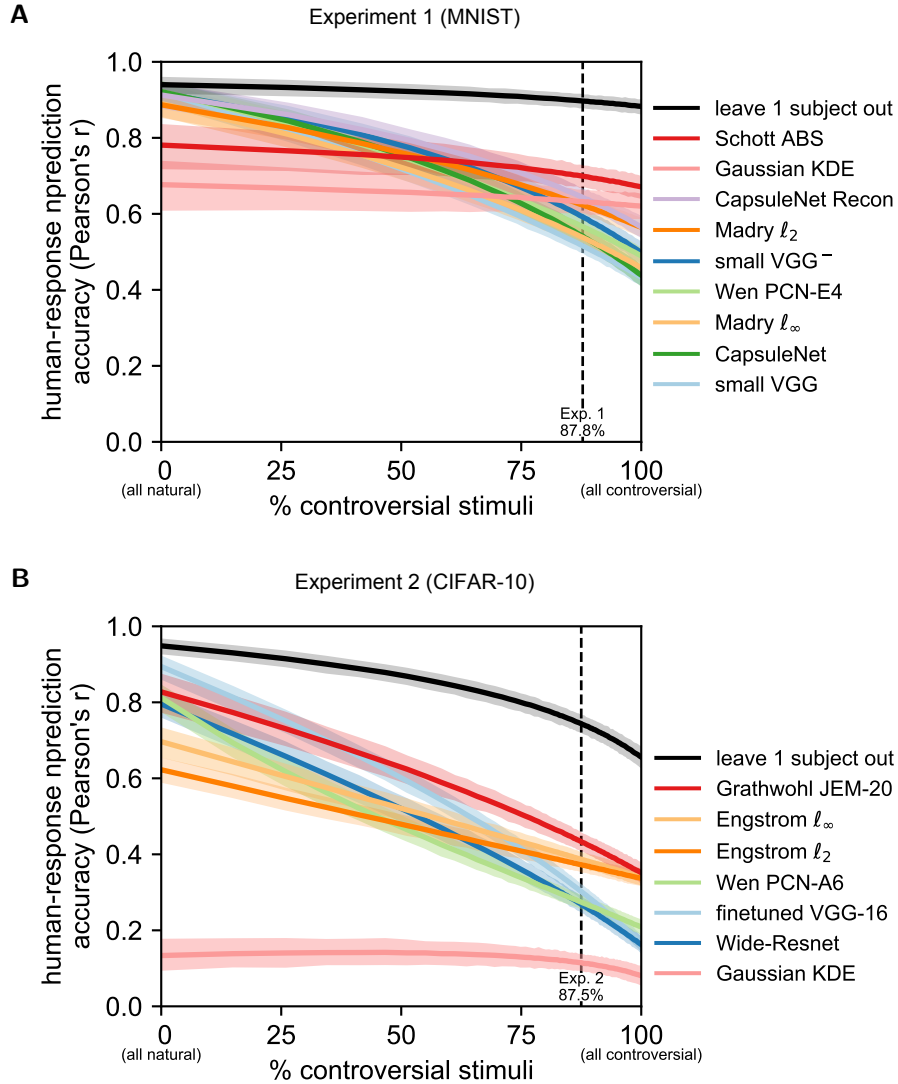 A
Experiment 1 (MNIST)
human-response nprediction
accuracy (Pearson's r)
1.0
0.8
0.6
0.4
0.2
0.0
Exp. 1
87.8%
0
25
50
75
100
(all natural)
(all controversial)
% controversial stimuli
leave 1 subject out
Schott ABS
Gaussian KDE
CapsuleNet Recon
Madry ℓ₂
small VGG⁻
Wen PCN-E4
Madry ℓ∞
CapsuleNet
small VGG
B
Experiment 2 (CIFAR-10)
human-response nprediction
accuracy (Pearson's r)
1.0
0.8
0.6
0.4
0.2
0.0
Exp. 2
87.5%
0
25
50
75
100
(all natural)
(all controversial)
% controversial stimuli
leave 1 subject out
Grathwohl JEM-20
Engstrom ℓ∞
Engstrom ℓ₂
Wen PCN-A6
finetuned VGG-16
Wide-Resnet
Gaussian KDE